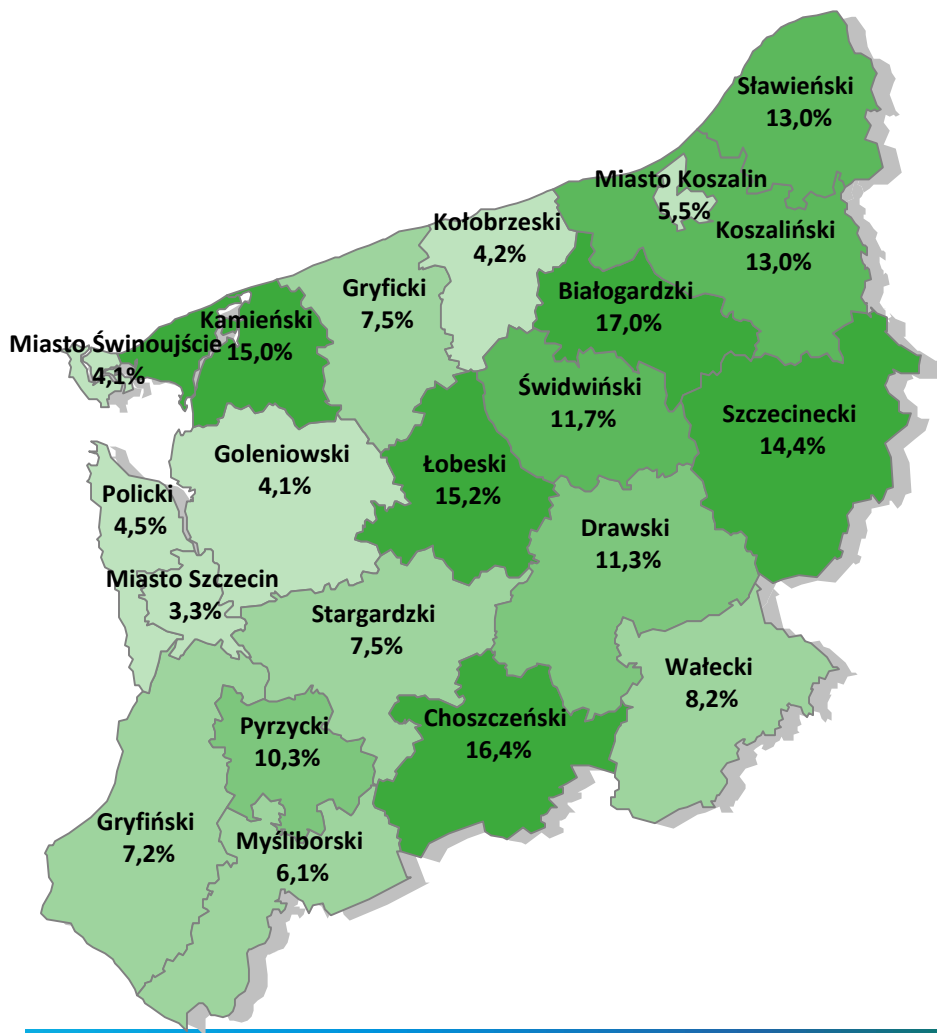 Sławieński
13,0%
Miasto Koszalin
5,5%
Kołobrzeski
4,2%
Koszaliński
13,0%
Gryficki
7,5%
Białogardzki
17,0%
Kamieński
15,0%
Miasto Świnoujście
4,1%
Świdwiński
11,7%
Szczecinecki
14,4%
Goleniowski
4,1%
Łobeski
15,2%
Policki
4,5%
Drawski
11,3%
Miasto Szczecin
3,3%
Stargardzki
7,5%
Wałecki
8,2%
Choszczeński
16,4%
Pyrzycki
10,3%
Gryfiński
7,2%
Myśliborski
6,1%